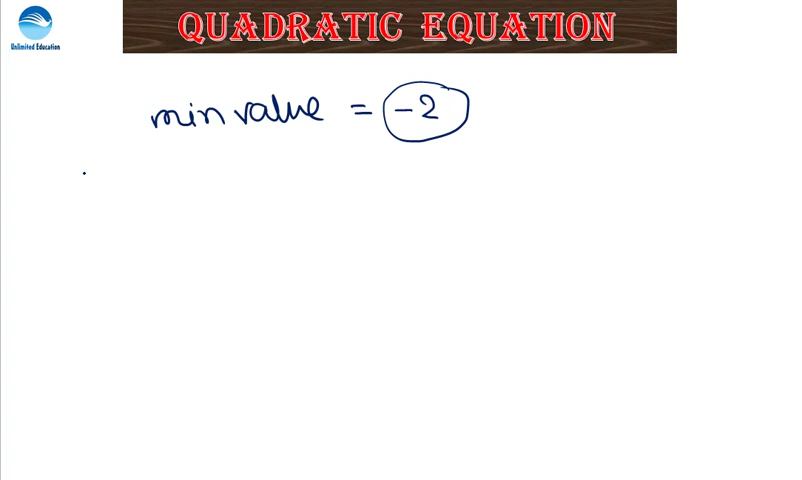 QUADRATIC EQUATION
Unlimited Education
min value = -2